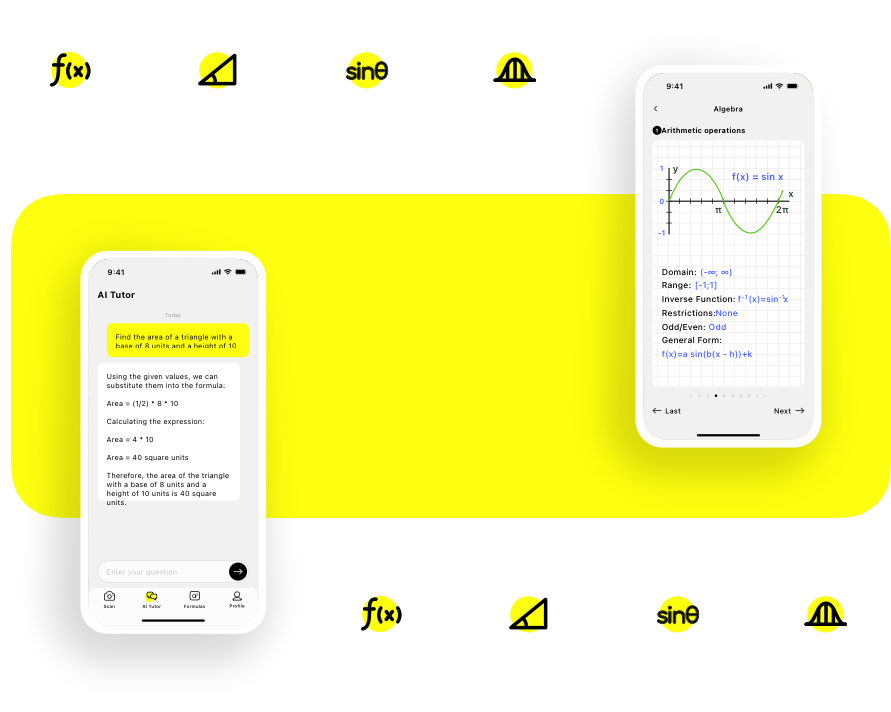 f(x)
sinθ
9:41
Algebra
1 Arithmetic operations
1
y
f(x) = sin x
x
0
π
2π
-1
Domain: (-∞; ∞)
Range: [-1;1]
Inverse Function: f⁻¹(x)=sin⁻¹x
Restrictions:None
Odd/Even: Odd
General Form:
f(x)=a sin(b(x - h))+k
← Last
Next →
9:41
AI Tutor
Today
Find the area of a triangle with a
base of 8 units and a height of 10
Using the given values, we can
substitute them into the formula:
Area = (1/2) * 8 * 10
Calculating the expression:
Area = 4 * 10
Area = 40 square units
Therefore, the area of the triangle
with a base of 8 units and a
height of 10 units is 40 square
units.
Enter your question
Scan
AI Tutor
Formulas
Profile
f(x)
sinθ